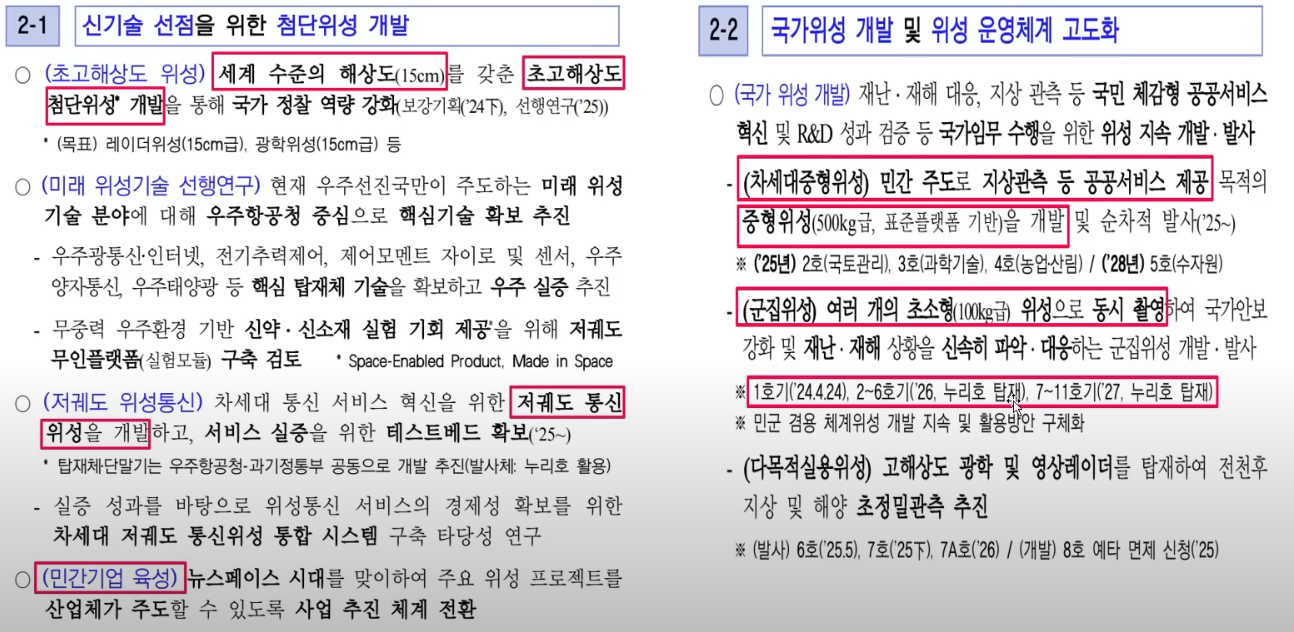 2-1
신기술 선점을 위한 첨단위성 개발
○ (초고해상도 위성) 세계 수준의 해상도(15cm)를 갖춘 초고해상도
첨단위성* 개발을 통해 국가 정찰 역량 강화(보강기획('24下), 선행연구('25))
* (목표) 레이더위성(15cm급), 광학위성(15cm급) 등
○ (미래 위성기술 선행연구) 현재 우주선진국만이 주도하는 미래 위성
기술 분야에 대해 우주항공청 중심으로 핵심기술 확보 추진
- 우주광통신·인터넷, 전기추력제어, 제어모멘트 자이로 및 센서, 우주
양자통신, 우주태양광 등 핵심 탑재체 기술을 확보하고 우주 실증 추진
- 무중력 우주환경 기반 신약·신소재 실험 기회 제공*을 위해 저궤도
무인플랫폼(실험모듈) 구축 검토 * Space-Enabled Product, Made in Space
○ (저궤도 위성통신) 차세대 통신 서비스 혁신을 위한 저궤도 통신
위성을 개발하고, 서비스 실증을 위한 테스트베드 확보('25~)
* 탑재체단말기는 우주항공청-과기정통부 공동으로 개발 추진(발사체: 누리호 활용)
- 실증 성과를 바탕으로 위성통신 서비스의 경제성 확보를 위한
차세대 저궤도 통신위성 통합 시스템 구축 타당성 연구
○ (민간기업 육성) 뉴스페이스 시대를 맞이하여 주요 위성 프로젝트를
산업체가 주도할 수 있도록 사업 추진 체계 전환
2-2
국가위성 개발 및 위성 운영체계 고도화
○ (국가 위성 개발) 재난·재해 대응, 지상 관측 등 국민 체감형 공공서비스
혁신 및 R&D 성과 검증 등 국가임무 수행을 위한 위성 지속 개발·발사
- (차세대중형위성) 민간 주도로 지상관측 등 공공서비스 제공 목적의
중형위성(500kg급, 표준플랫폼 기반)을 개발 및 순차적 발사('25~)
※ ('25년) 2호(국토관리), 3호(과학기술), 4호(농업산림) / ('28년) 5호(수자원)
- (군집위성) 여러 개의 초소형(100kg급) 위성으로 동시 촬영하여 국가안보
강화 및 재난·재해 상황을 신속히 파악·대응하는 군집위성 개발·발사
※ 1호기('24.4.24), 2~6호기('26, 누리호 탑재), 7~11호기('27, 누리호 탑재)
※ 민군 겸용 체계위성 개발 지속 및 활용방안 구체화
- (다목적실용위성) 고해상도 광학 및 영상레이더를 탑재하여 전천후
지상 및 해양 초정밀관측 추진
※ (발사) 6호('25.5), 7호('25下), 7A호('26) / (개발) 8호 예타 면제 신청('25)